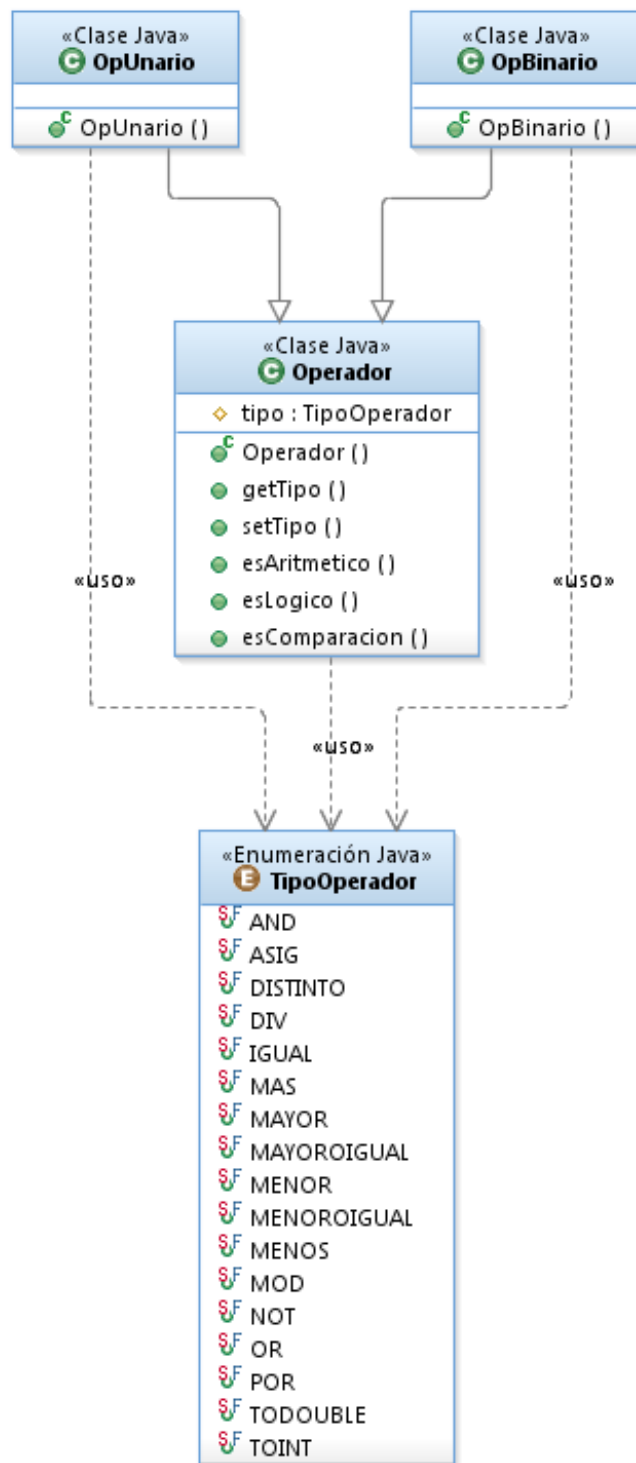 «Clase Java»
OpUnario
OpUnario ()
«Clase Java»
OpBinario
OpBinario ()
«Clase Java»
Operador
tipo : TipoOperador
Operador ()
getTipo ()
setTipo ()
esAritmetico ()
esLogico ()
esComparacion ()
«uso»
«uso»
«uso»
«Enumeración Java»
TipoOperador
AND
ASIG
DISTINTO
DIV
IGUAL
MAS
MAYOR
MAYOROIGUAL
MENOR
MENOROIGUAL
MENOS
MOD
NOT
OR
POR
TODOUBLE
TOINT